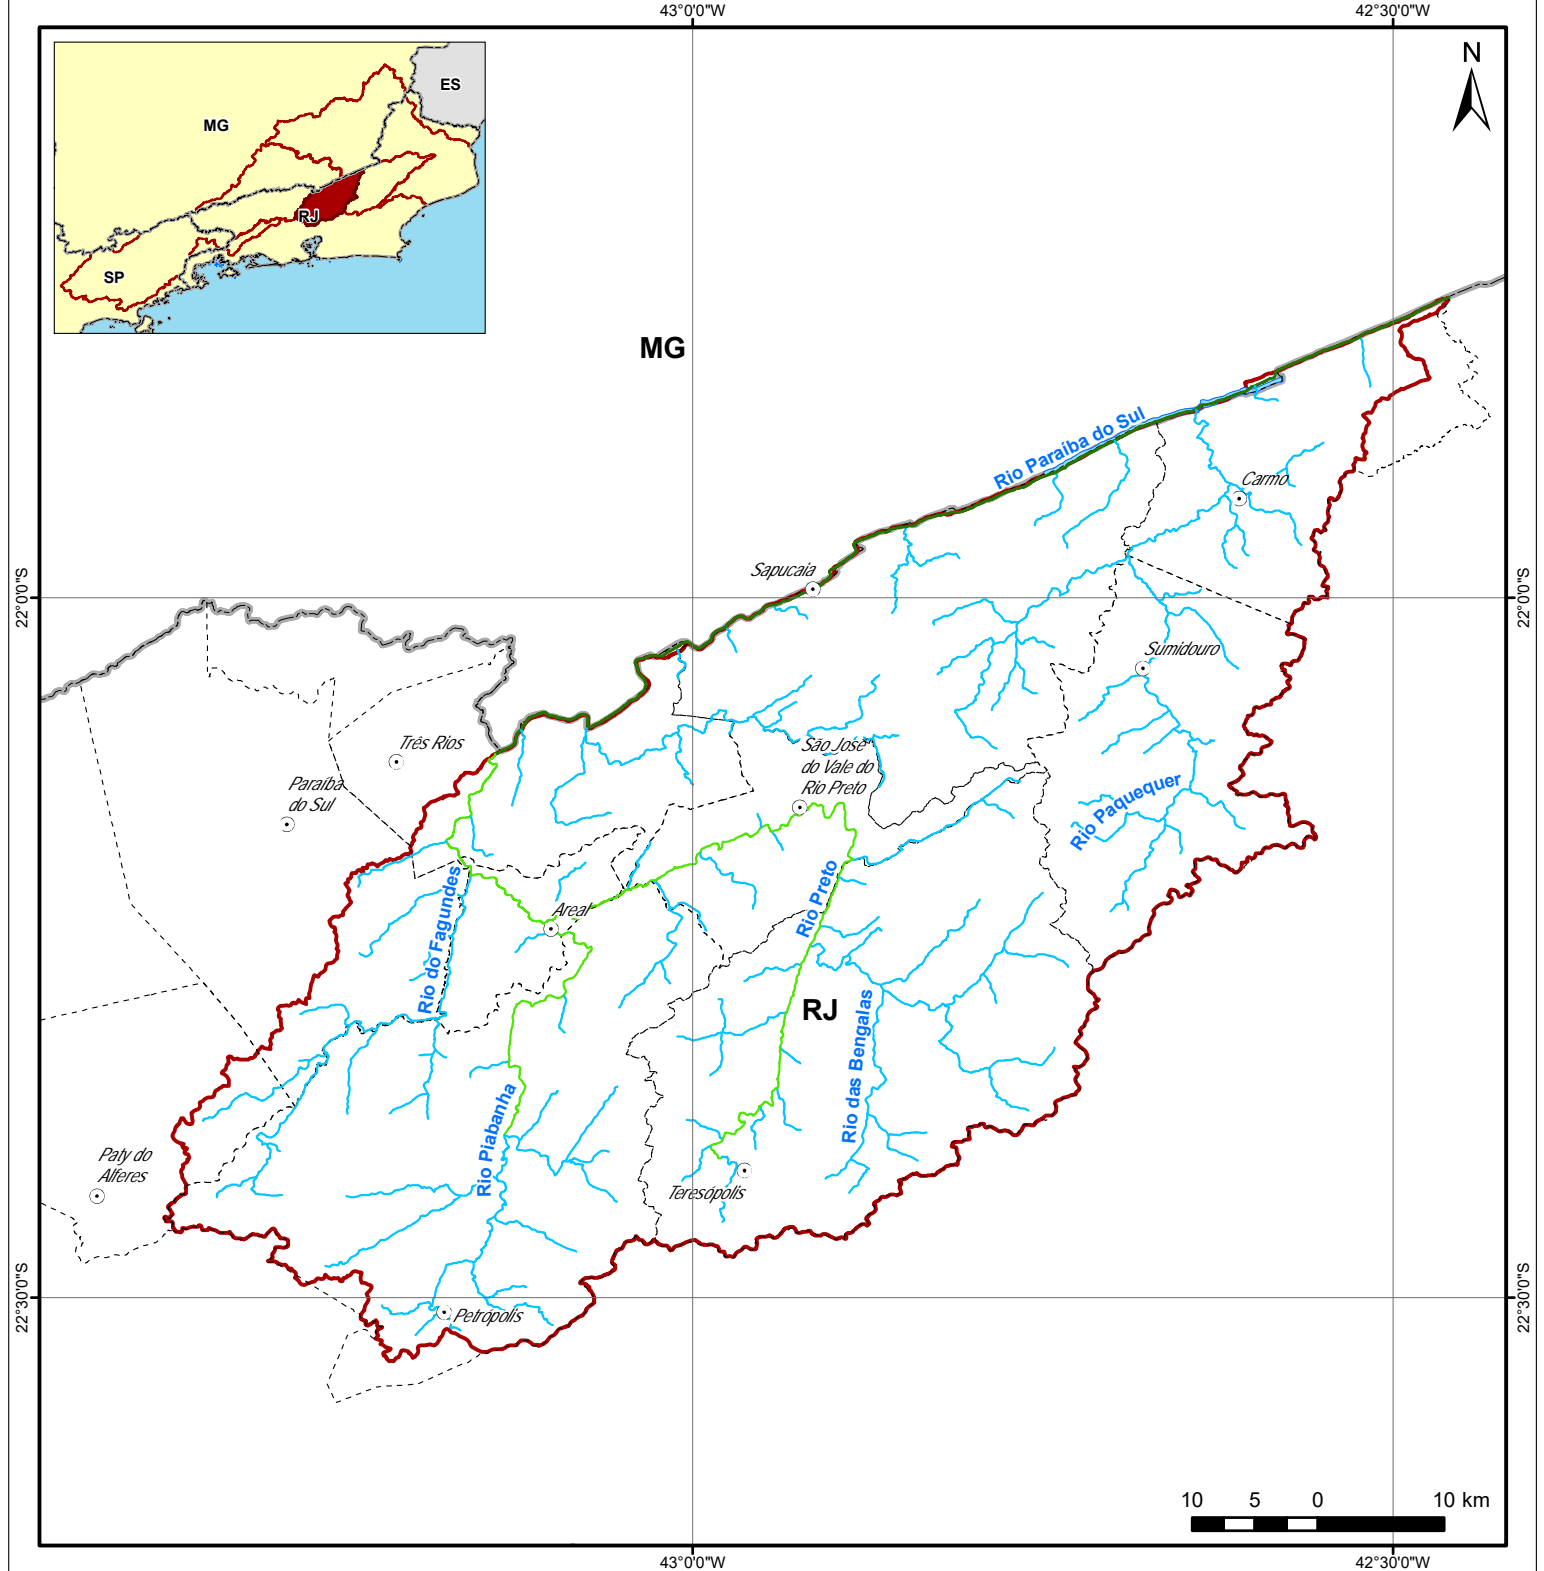 43°0'0"W
42°30'0"W
N
ES
MG
RJ
SP
MG
Rio Paraíba do Sul
Carmo
Sapucaia
22°0'0"S
22°0'0"S
Sumidouro
Três Rios
São José
do Vale do
Rio Preto
Paraíba
do Sul
Rio Paquequer
Rio do Fagundes
Rio Preto
Areal
RJ
Rio das Bengalas
Rio Piabanha
Paty do
Alferes
Teresópolis
22°30'0"S
22°30'0"S
Petrópolis
10 5 0 10 km
43°0'0"W
42°30'0"W